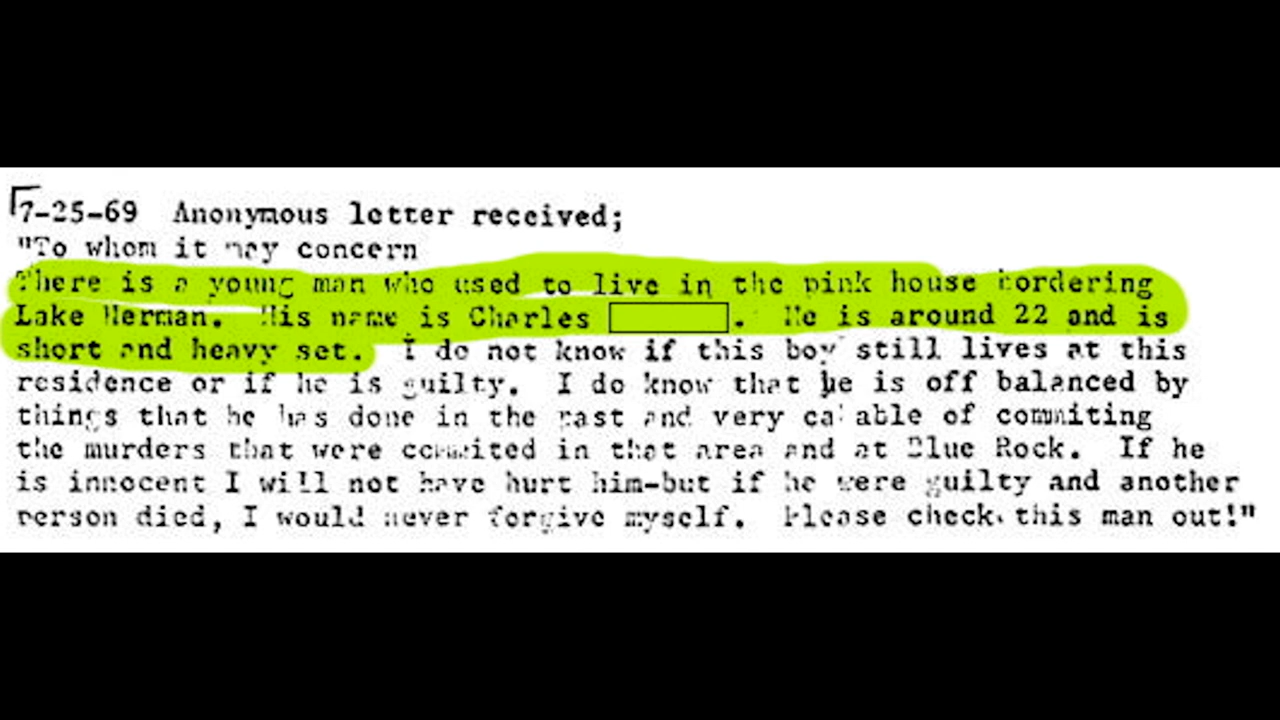 7-25-69 Anonymous letter received;
"To whom it may concern
There is a young man who used to live in the pink house bordering
Lake Herman. His name is Charles . He is around 22 and is
short and heavy set. I do not know if this boy still lives at this
residence or if he is guilty. I do know that he is off balanced by
things that he has done in the past and very capable of commiting
the murders that were commited in that area and at Blue Rock. If he
is innocent I will not have hurt him-but if he were guilty and another
person died, I would never forgive myself. Please check this man out!"